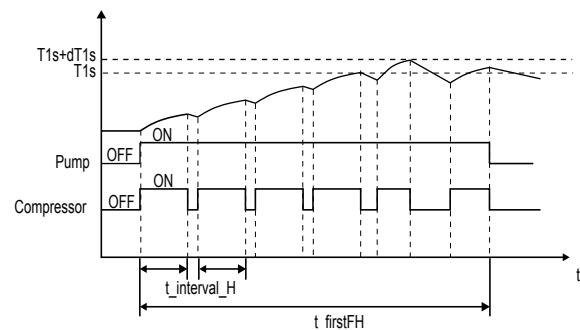 T1s+dT1s
T1s
ON
Pump OFF
ON
Compressor OFF
t_interval_H
t
t_firstFH